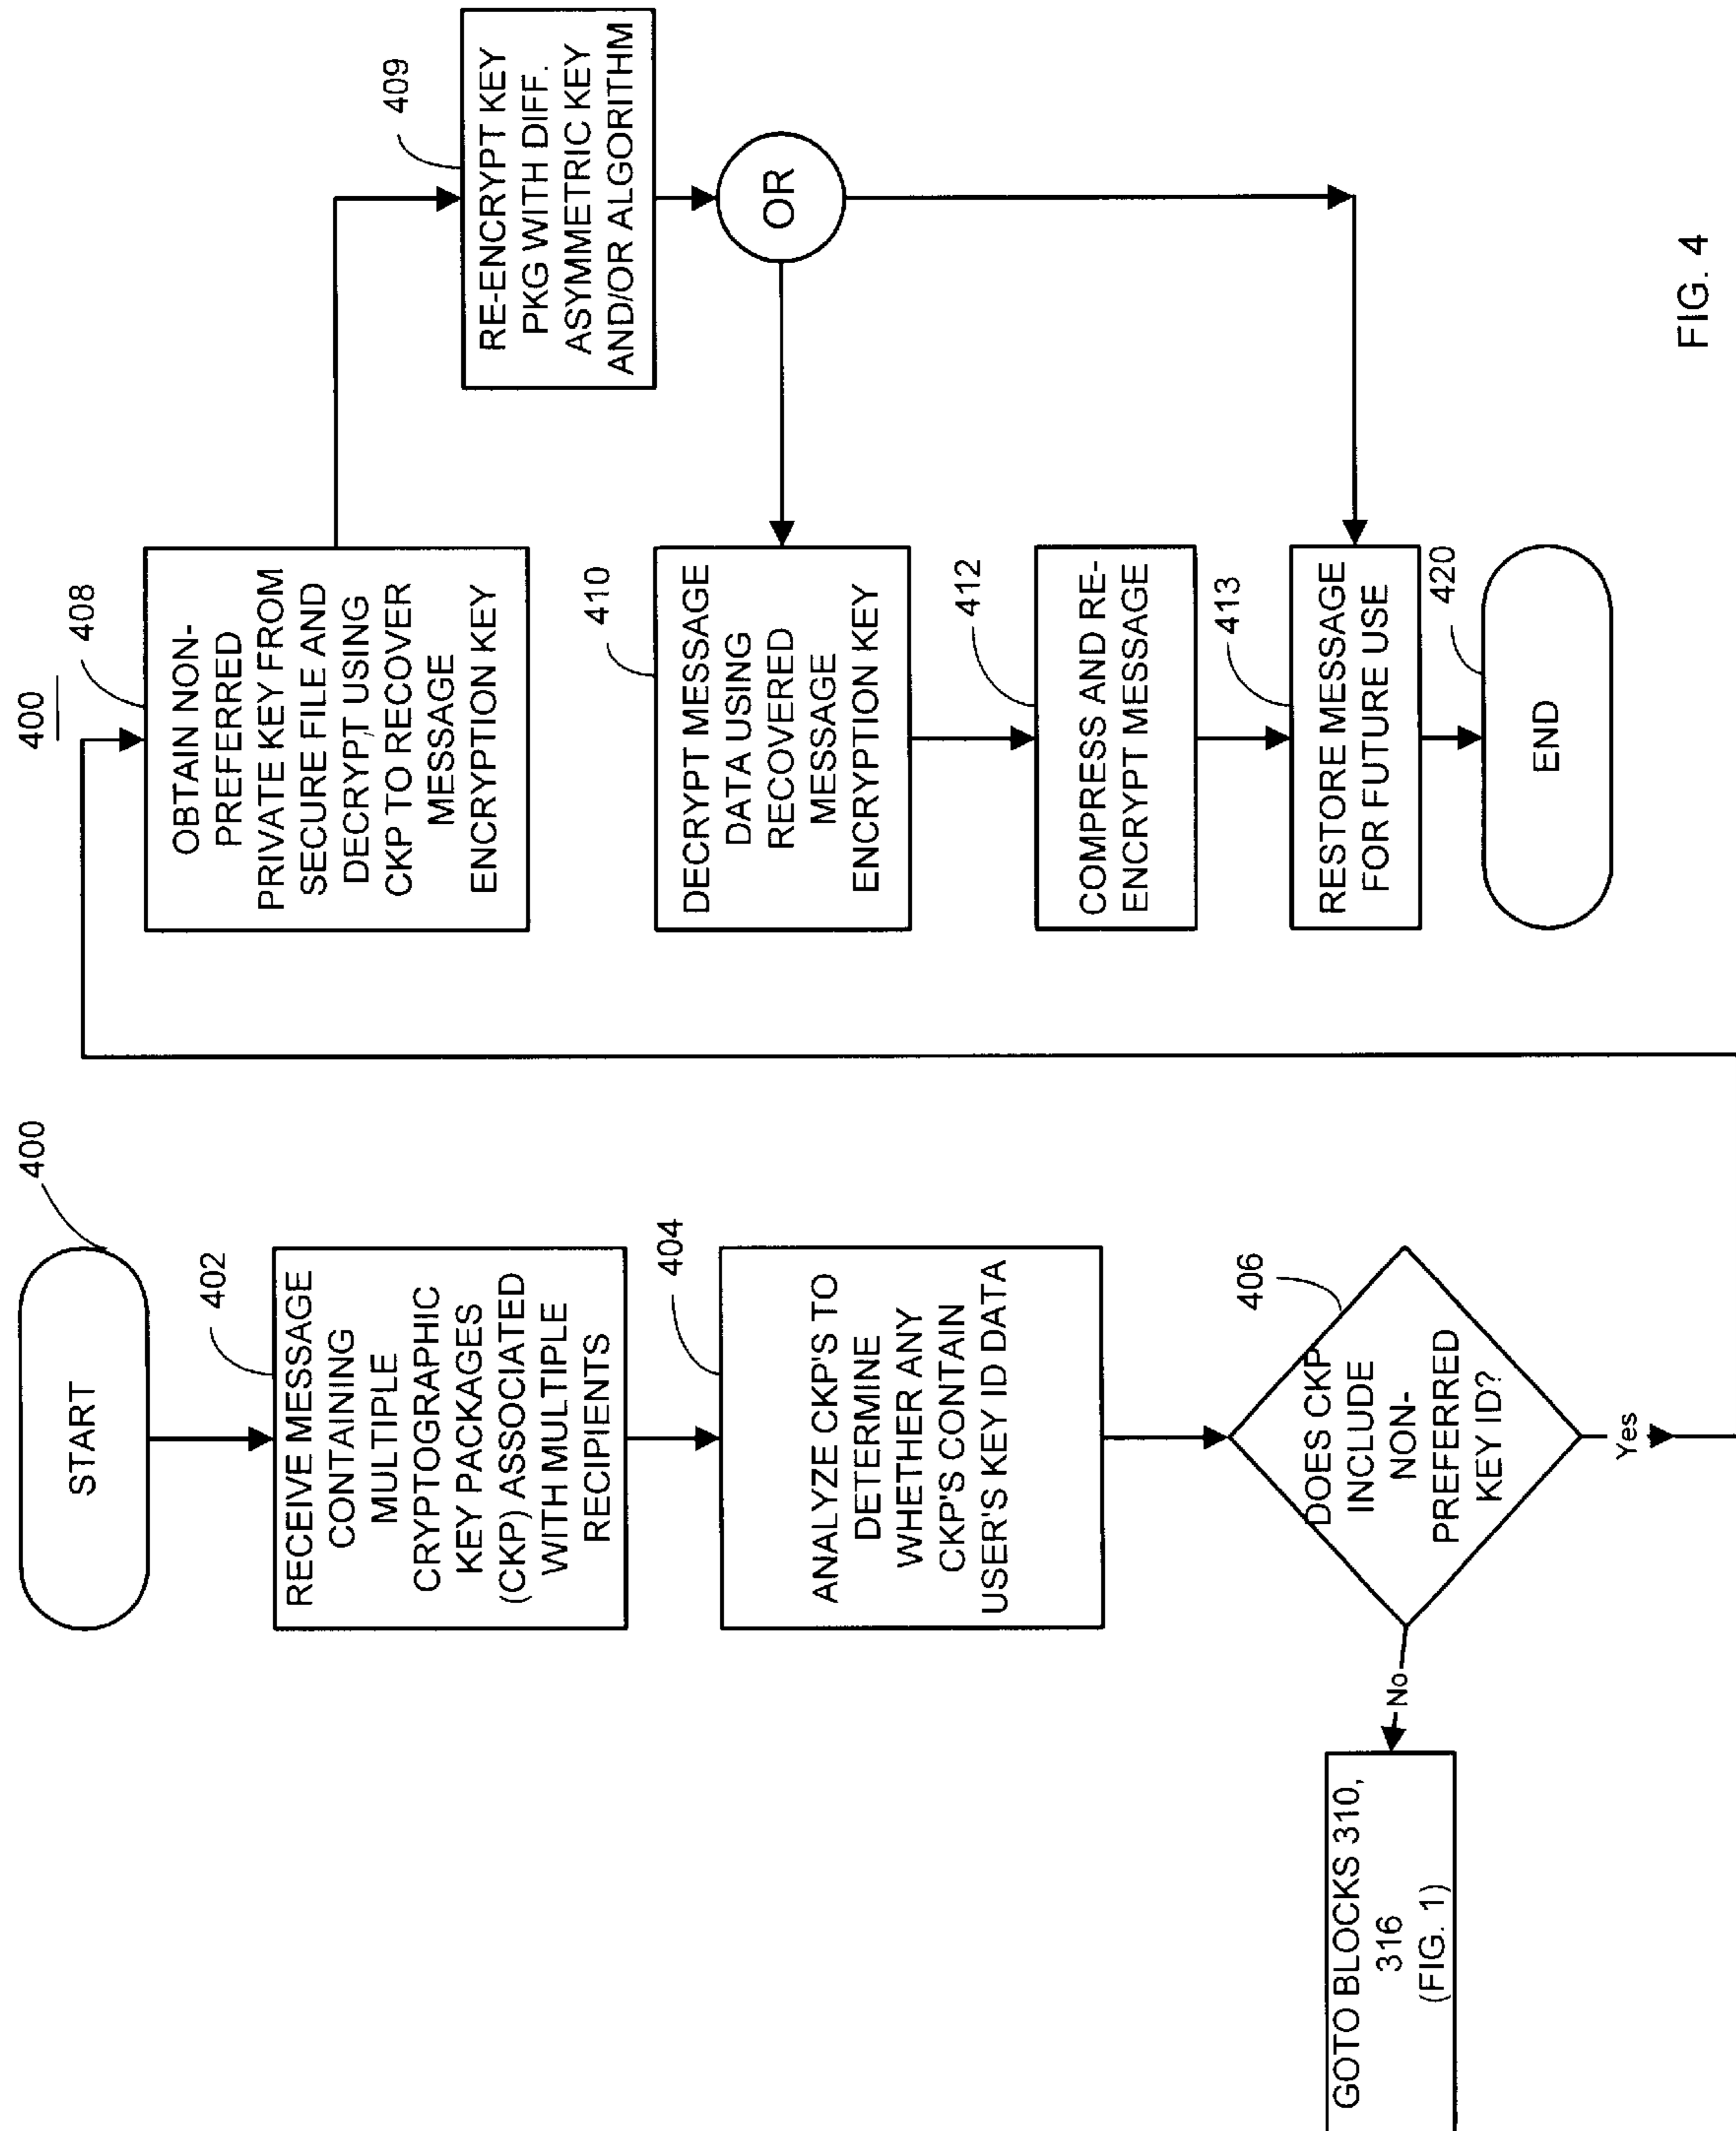 400
START
400
RECEIVE MESSAGE
CONTAINING
MULTIPLE
CRYPTOGRAPHIC
KEY PACKAGES
(CKP) ASSOCIATED
WITH MULTIPLE
RECIPIENTS
402
ANALYZE CKP'S TO
DETERMINE
WHETHER ANY
CKP'S CONTAIN
USER'S KEY ID DATA
404
DOES CKP
INCLUDE
NON-
PREFERRED
KEY ID?
406
No
GOTO BLOCKS 310,
316
(FIG. 1)
Yes
OBTAIN NON-
PREFERRED
PRIVATE KEY FROM
SECURE FILE AND
DECRYPT USING
CKP TO RECOVER
MESSAGE
ENCRYPTION KEY
408
RE-ENCRYPT KEY
PKG WITH DIFF.
ASYMMETRIC KEY
AND/OR ALGORITHM
409
OR
DECRYPT MESSAGE
DATA USING
RECOVERED
MESSAGE
ENCRYPTION KEY
410
COMPRESS AND RE-
ENCRYPT MESSAGE
412
RESTORE MESSAGE
FOR FUTURE USE
413
END
420
FIG. 4